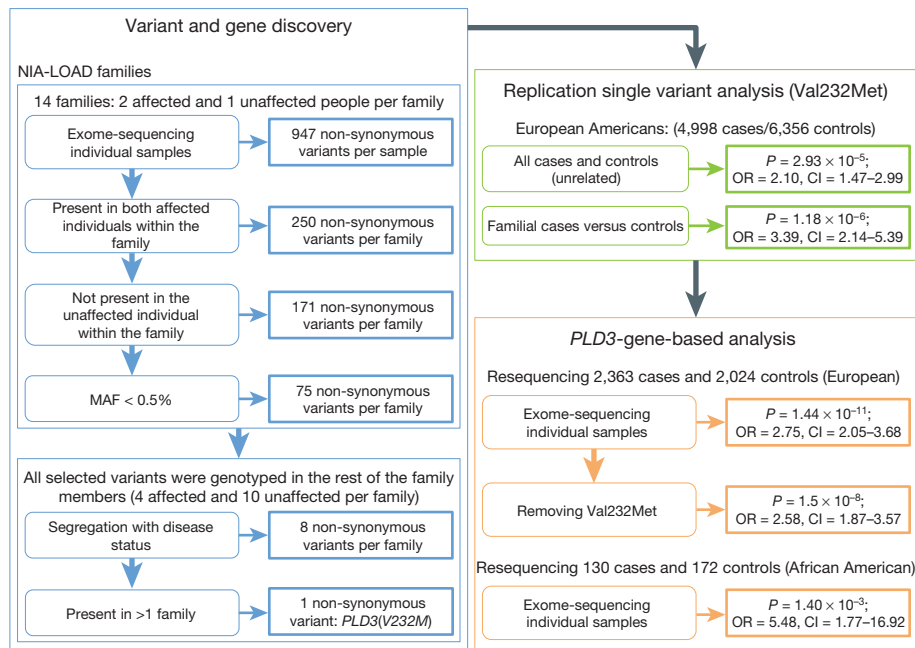 Variant and gene discovery
NIA-LOAD families
14 families: 2 affected and 1 unaffected people per family
Exome-sequencing
individual samples
947 non-synonymous
variants per sample
Present in both affected
individuals within the
family
250 non-synonymous
variants per family
Not present in the
unaffected individual
within the family
171 non-synonymous
variants per family
MAF < 0.5%
75 non-synonymous
variants per family
All selected variants were genotyped in the rest of the family
members (4 affected and 10 unaffected per family)
Segregation with disease
status
8 non-synonymous
variants per family
Present in >1 family
1 non-synonymous
variant: PLD3(V232M)
Replication single variant analysis (Val232Met)
European Americans: (4,998 cases/6,356 controls)
All cases and controls
(unrelated)
P = 2.93 × 10⁻⁵;
OR = 2.10, CI = 1.47–2.99
Familial cases versus controls
P = 1.18 × 10⁻⁶;
OR = 3.39, CI = 2.14–5.39
PLD3-gene-based analysis
Resequencing 2,363 cases and 2,024 controls (European)
Exome-sequencing
individual samples
P = 1.44 × 10⁻¹¹;
OR = 2.75, CI = 2.05–3.68
Removing Val232Met
P = 1.5 × 10⁻⁸;
OR = 2.58, CI = 1.87–3.57
Resequencing 130 cases and 172 controls (African American)
Exome-sequencing
individual samples
P = 1.40 × 10⁻³;
OR = 5.48, CI = 1.77–16.92